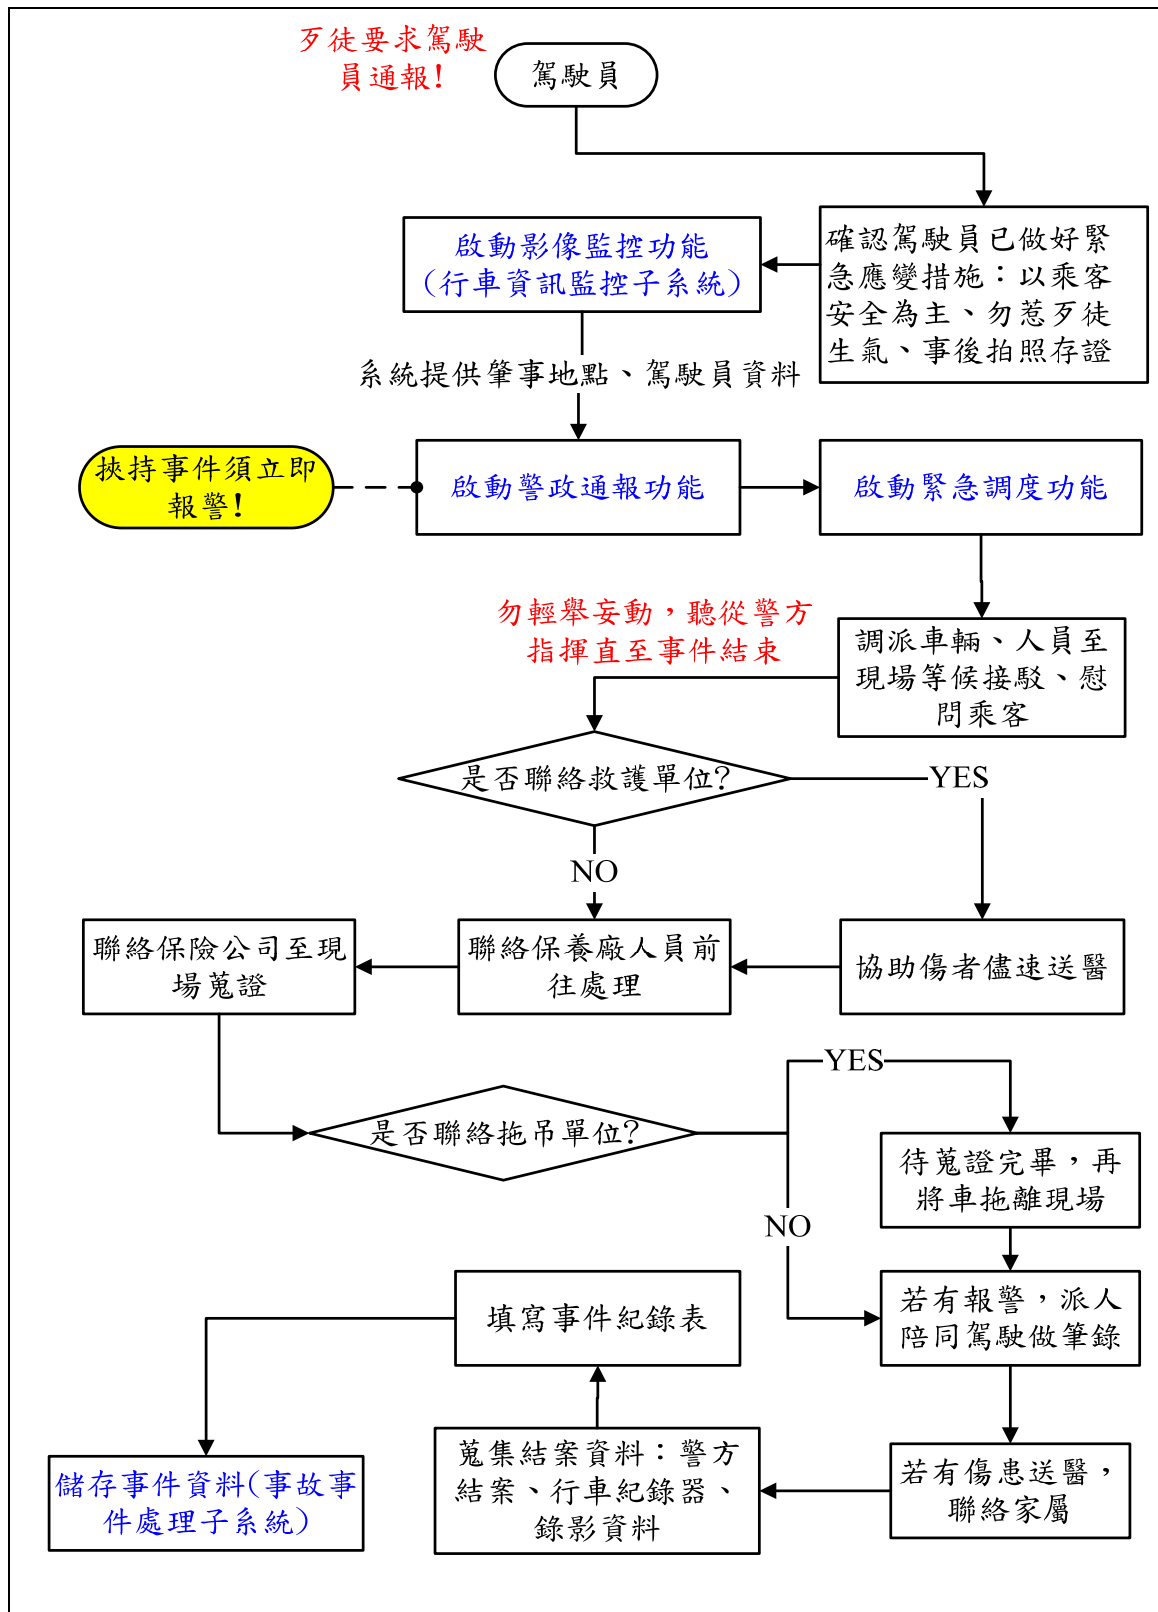 歹徒要求駕駛
員通報!
駕駛員
確認駕駛員已做好緊
急應變措施：以乘客
安全為主、勿惹歹徒
生氣、事後拍照存證
啟動影像監控功能
(行車資訊監控子系統)
系統提供肇事地點、駕駛員資料
挾持事件須立即
報警!
啟動警政通報功能
啟動緊急調度功能
勿輕舉妄動，聽從警方
指揮直至事件結束
調派車輛、人員至
現場等候接駁、慰
問乘客
是否聯絡救護單位?
YES
NO
聯絡保險公司至現
場蒐證
聯絡保養廠人員前
往處理
協助傷者儘速送醫
YES
是否聯絡拖吊單位?
待蒐證完畢，再
將車拖離現場
NO
填寫事件紀錄表
若有報警，派人
陪同駕駛做筆錄
蒐集結案資料：警方
結案、行車紀錄器、
錄影資料
若有傷患送醫，
聯絡家屬
儲存事件資料(事故事
件處理子系統)